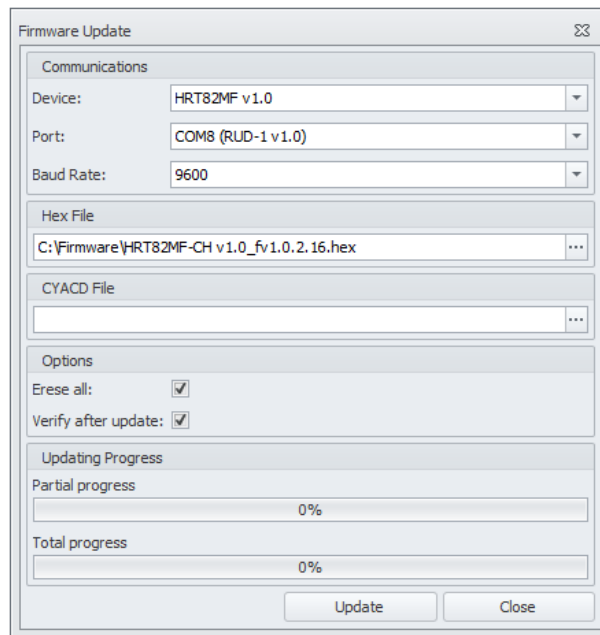 Firmware Update
Communications
Device: HRT82MF v1.0
Port: COM8 (RUD-1 v1.0)
Baud Rate: 9600
Hex File
C:\Firmware\HRT82MF-CH v1.0_fv1.0.2.16.hex ...
CYACD File
...
Options
Erese all:
Verify after update:
Updating Progress
Partial progress
0%
Total progress
0%
Update Close